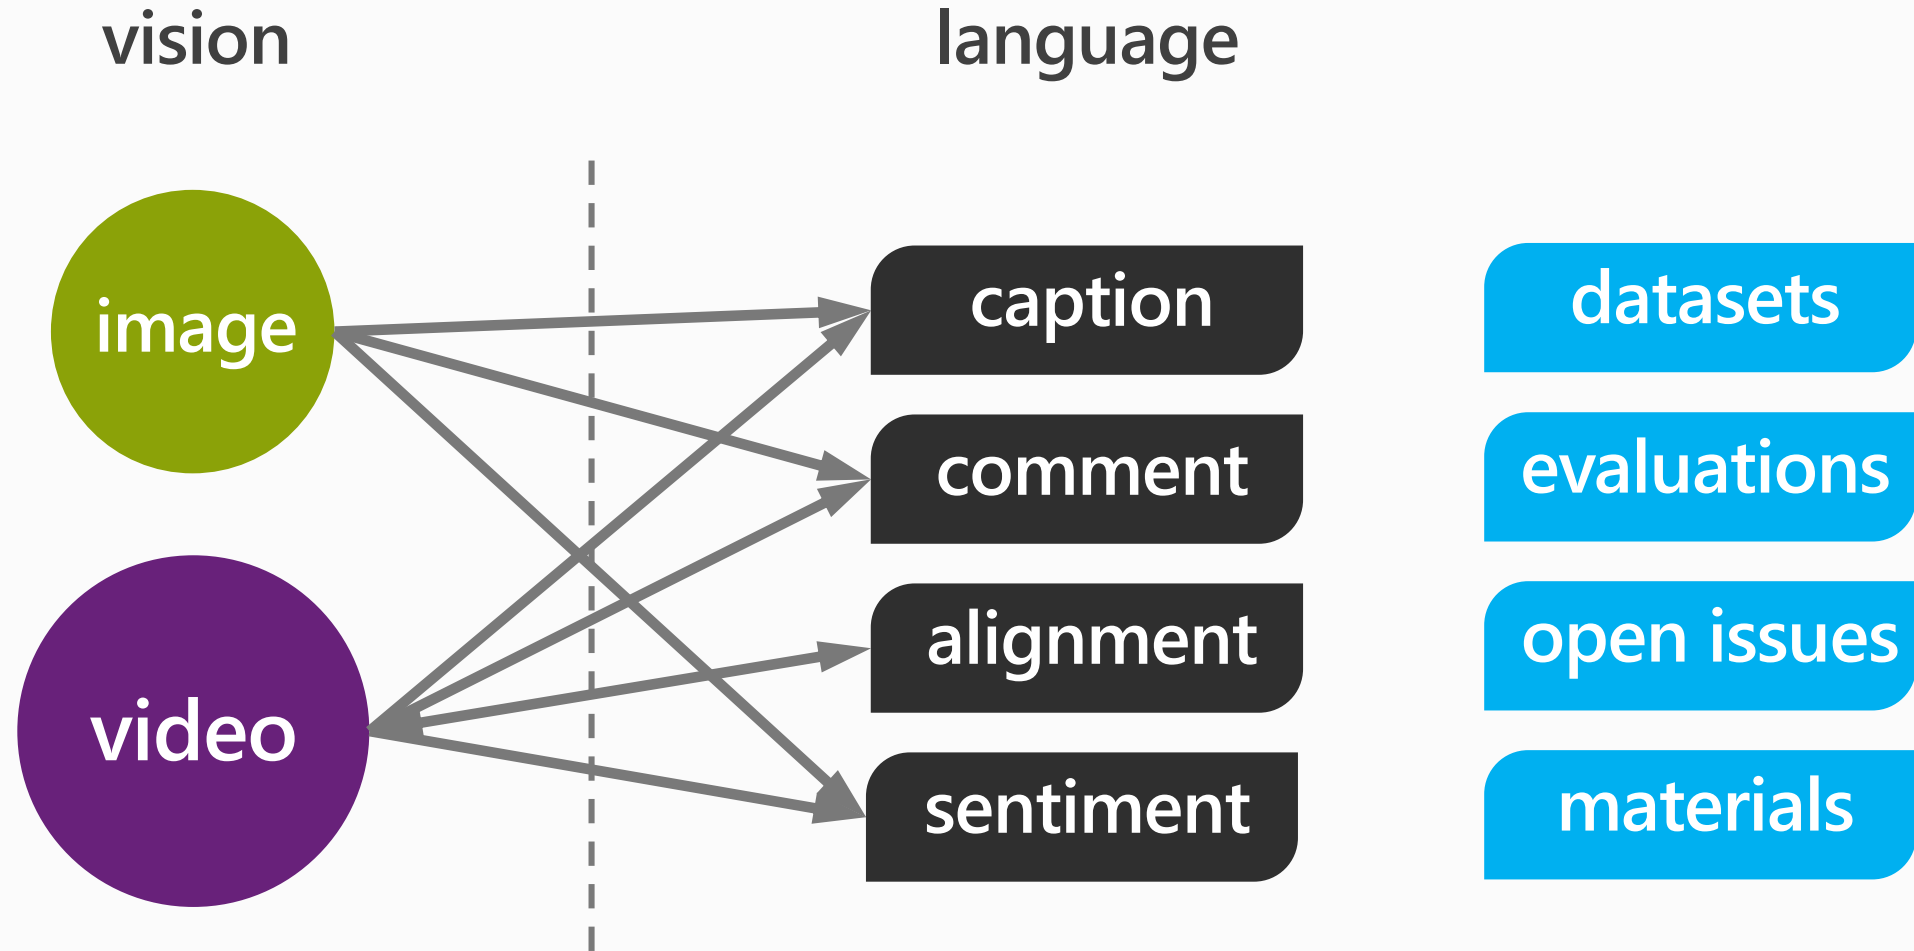 vision
language
image
video
caption
comment
alignment
sentiment
datasets
evaluations
open issues
materials